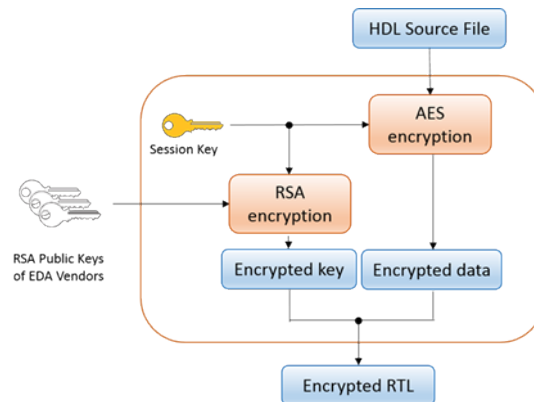 HDL Source File
AES
encryption
Session Key
RSA
encryption
RSA Public Keys
of EDA Vendors
Encrypted key
Encrypted data
Encrypted RTL